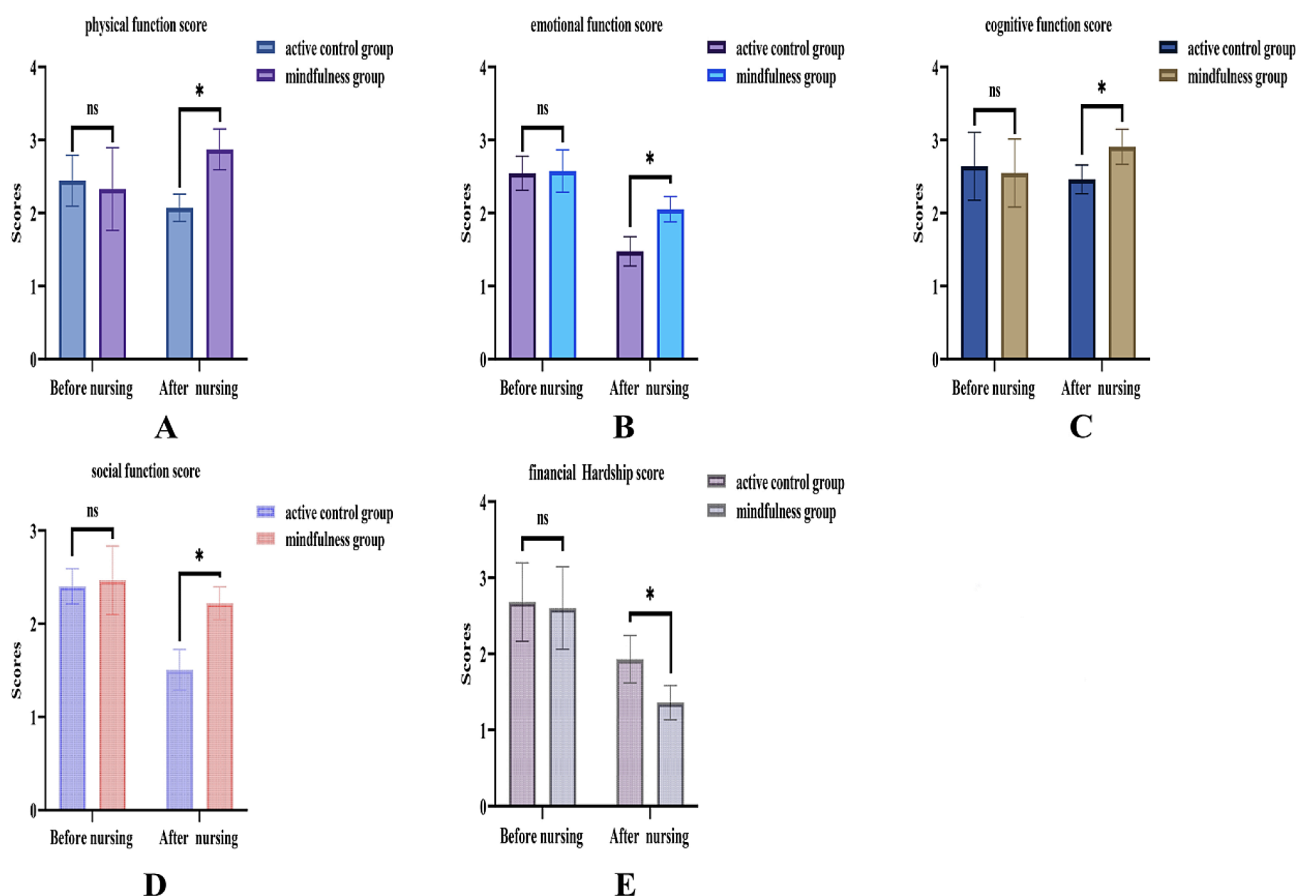 physical function score
active control group
mindfulness group
4
3
2
1
0
Scores
ns
*
Before nursing
After nursing
A
emotional function score
active control group
mindfulness group
4
3
2
1
0
Scores
ns
*
Before nursing
After nursing
B
cognitive function score
active control group
mindfulness group
4
3
2
1
0
Scores
ns
*
Before nursing
After nursing
C
social function score
active control group
mindfulness group
3
2
1
0
Scores
ns
*
Before nursing
After nursing
D
financial Hardship score
active control group
mindfulness group
4
3
2
1
0
Scores
ns
*
Before nursing
After nursing
E